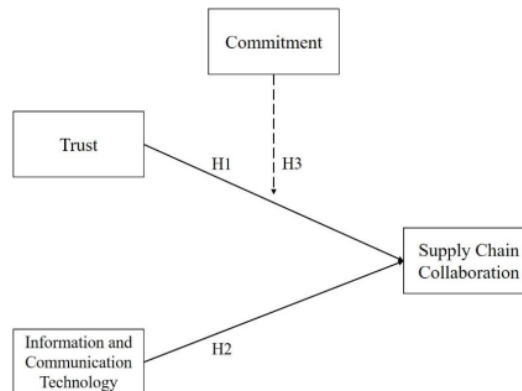 Commitment
Trust
H1
H3
Supply Chain
Collaboration
Information and
Communication
Technology
H2